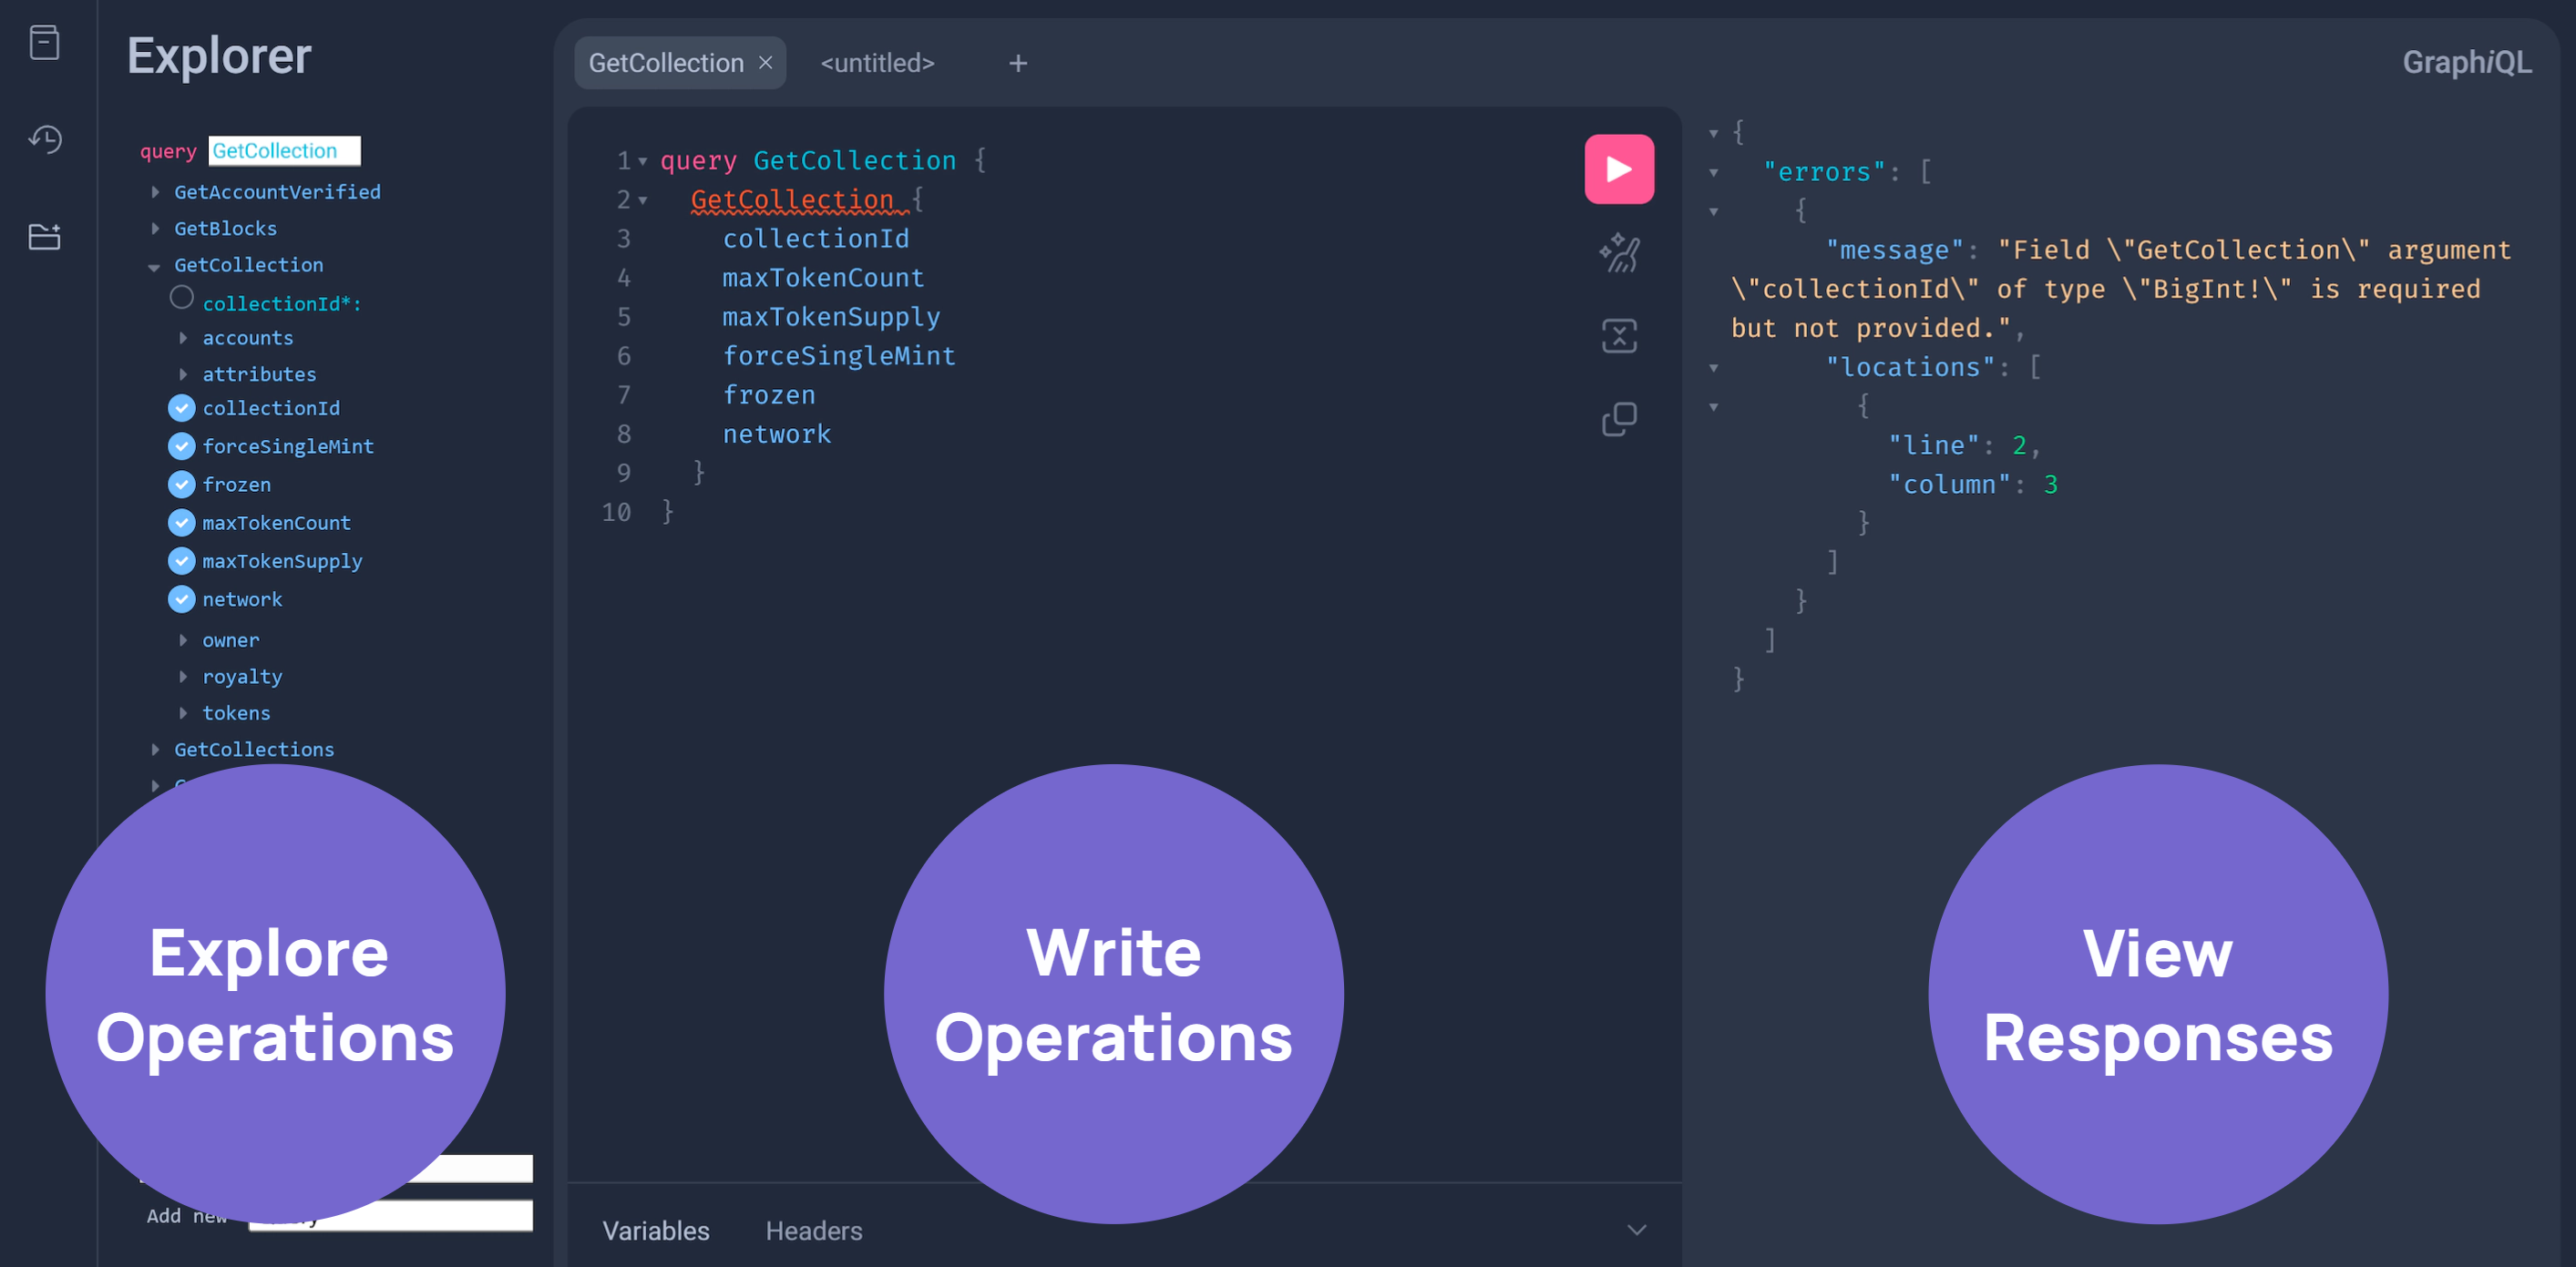 Explorer
query GetCollection
GetAccountVerified
GetBlocks
GetCollection
collectionId*:
accounts
attributes
collectionId
forceSingleMint
frozen
maxTokenCount
maxTokenSupply
network
owner
royalty
tokens
GetCollections
Add new
Explore
Operations
GetCollection <untitled> +
1 query GetCollection {
2 GetCollection {
3 collectionId
4 maxTokenCount
5 maxTokenSupply
6 forceSingleMint
7 frozen
8 network
9 }
10 }
Write
Operations
Variables Headers
GraphiQL
{
"errors": [
{
"message": "Field \"GetCollection\" argument
\"collectionId\" of type \"BigInt!\" is required
but not provided.",
"locations": [
{
"line": 2,
"column": 3
}
]
}
]
}
View
Responses